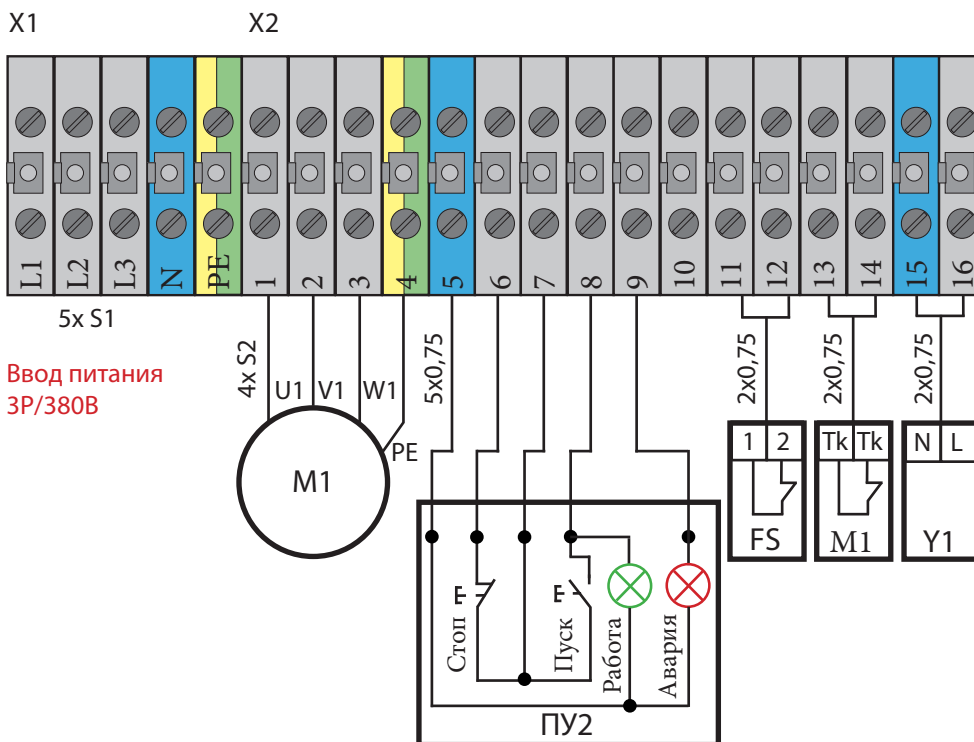 X1
X2
L1
L2
L3
N
PE
1
2
3
4
5
6
7
8
9
10
11
12
13
14
15
16
5x S1
Ввод питания
3P/380В
4x S2
U1
V1
W1
PE
M1
5x0,75
2x0,75
2x0,75
2x0,75
1 2
FS
Tk Tk
M1
N L
Y1
Стоп
Пуск
Работа
Авария
ПУ2